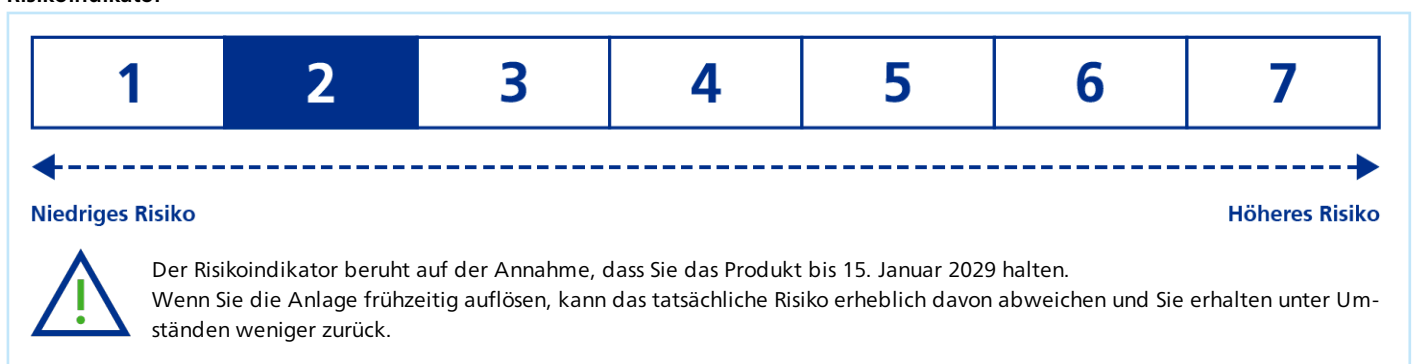 Risikoindikator
1 2 3 4 5 6 7
Niedriges Risiko Höheres Risiko
Der Risikoindikator beruht auf der Annahme, dass Sie das Produkt bis 15. Januar 2029 halten.
Wenn Sie die Anlage frühzeitig auflösen, kann das tatsächliche Risiko erheblich davon abweichen und Sie erhalten unter Um-
ständen weniger zurück.